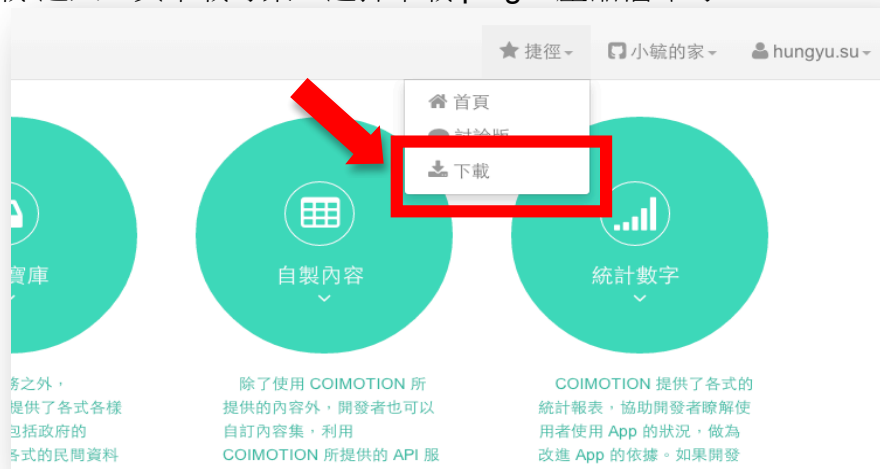 捷徑
小毓的家
hungyu.su
首頁
討論版
下載
寶庫
自製內容
統計數字
務之外，
提供了各式各樣
包括政府的
各式的民間資料
除了使用 COIMOTION 所
提供的內容外，開發者也可以
自訂內容集，利用
COIMOTION 所提供的 API 服
COIMOTION 提供了各式的
統計報表，協助開發者瞭解使
用者使用 App 的狀況，做為
改進 App 的依據。如果開發